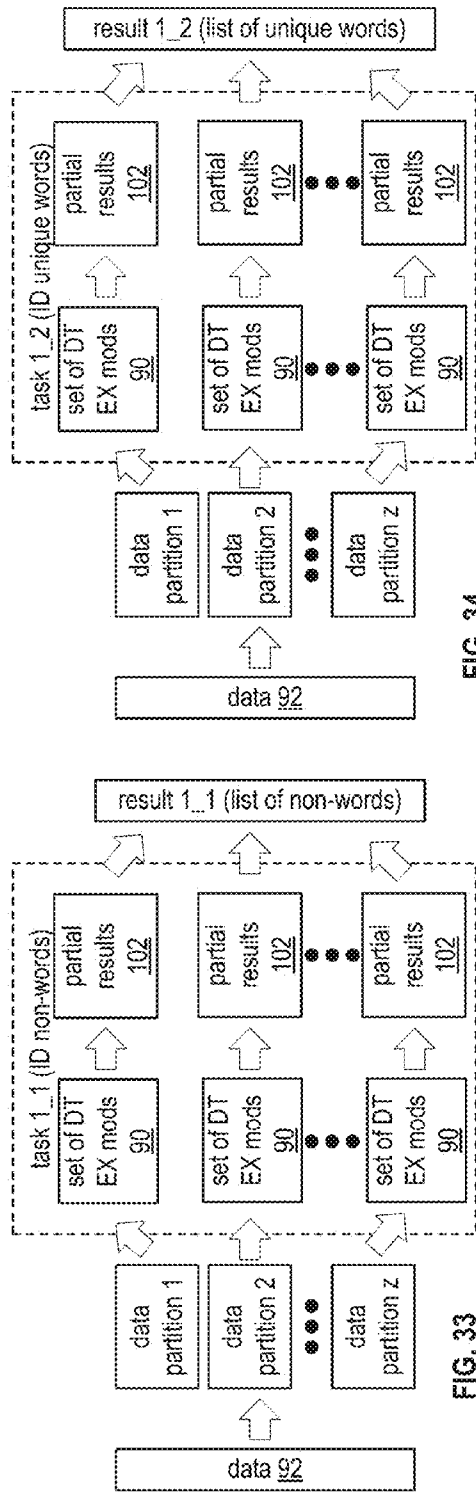 data 92
data
partition 1
data
partition 2
data
partition z
task 1_1 (ID non-words)
set of DT
EX mods
90
set of DT
EX mods
90
set of DT
EX mods
90
partial
results
102
partial
results
102
partial
results
102
result 1_1 (list of non-words)
FIG. 33
data 92
data
partition 1
data
partition 2
data
partition z
task 1_2 (ID unique words)
set of DT
EX mods
90
set of DT
EX mods
90
set of DT
EX mods
90
partial
results
102
partial
results
102
partial
results
102
result 1_2 (list of unique words)
FIG. 34